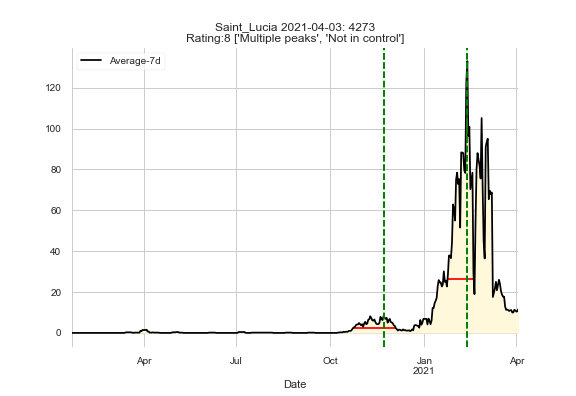 Saint_Lucia 2021-04-03: 4273
Rating:8 ['Multiple peaks', 'Not in control']
Average-7d
120
100
80
60
40
20
0
Apr
Jul
Oct
Jan
2021
Apr
Date